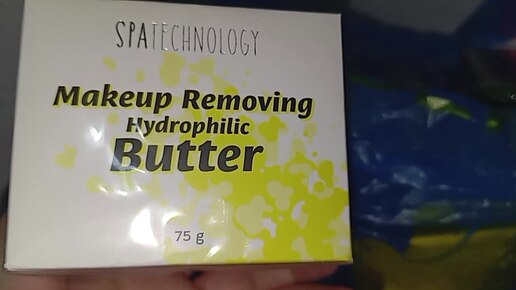 SPATECHNOLOGY
Makeup Removing
Hydrophilic
Butter
75 g